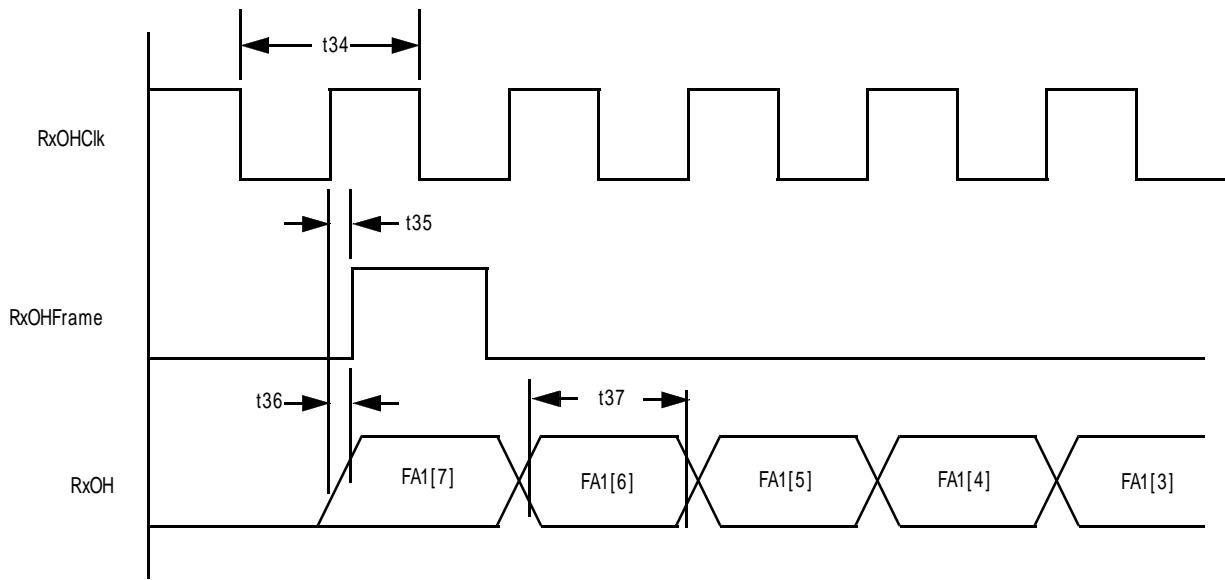 t34
RxOHClk
t35
RxOHFrame
t36
t37
RxOH
FA1[7]
FA1[6]
FA1[5]
FA1[4]
FA1[3]